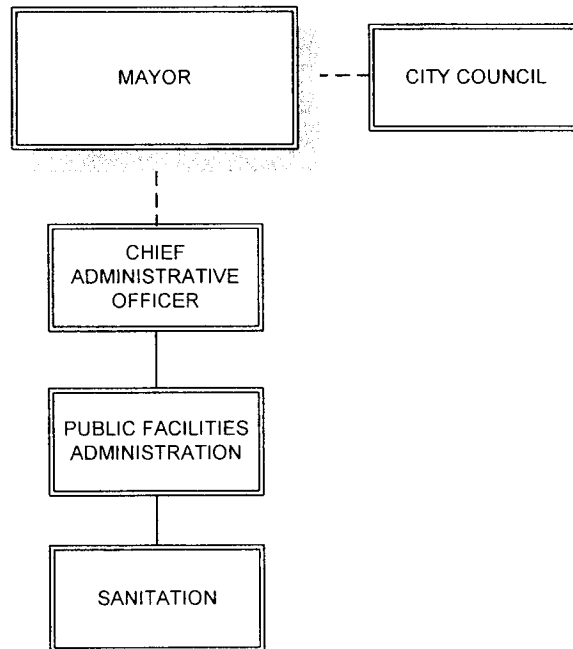 MAYOR
CITY COUNCIL
CHIEF
ADMINISTRATIVE
OFFICER
PUBLIC FACILITIES
ADMINISTRATION
SANITATION